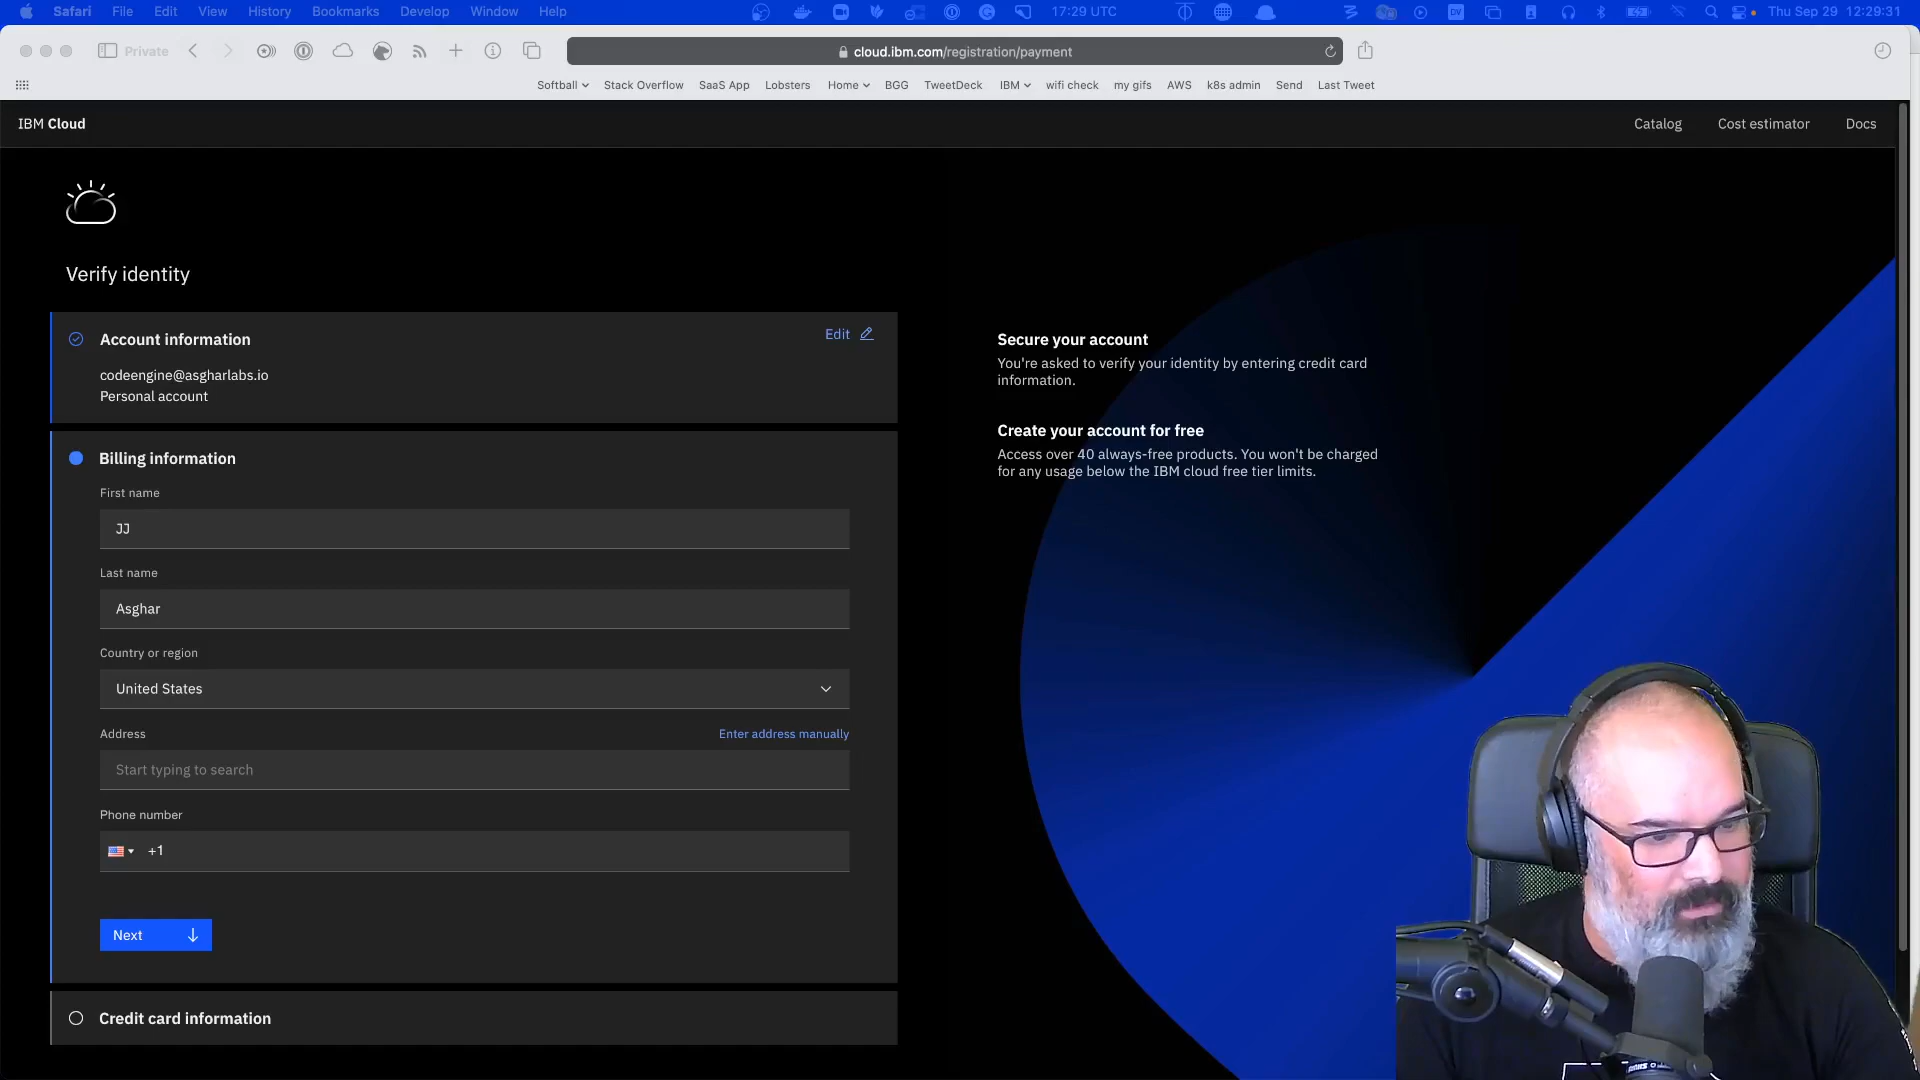 Safari File Edit View History Bookmarks Develop Window Help 17:29 UTC Thu Sep 29 12:29:31
Private cloud.ibm.com/registration/payment
Softball Stack Overflow SaaS App Lobsters Home BGG TweetDeck IBM wifi check my gifs AWS k8s admin Send Last Tweet
IBM Cloud Catalog Cost estimator Docs
Verify identity
Account information Edit
codeengine@asgharlabs.io
Personal account
Billing information
First name
JJ
Last name
Asghar
Country or region
United States
Address Enter address manually
Start typing to search
Phone number
+1
Next
Credit card information
Secure your account
You're asked to verify your identity by entering credit card
information.
Create your account for free
Access over 40 always-free products. You won't be charged
for any usage below the IBM cloud free tier limits.